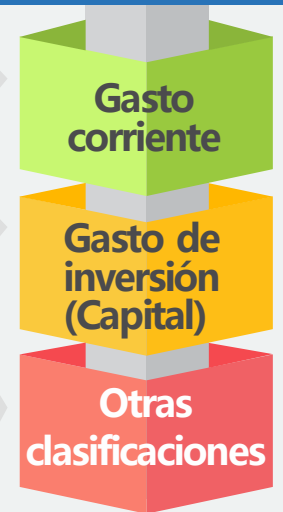 Gasto
corriente
Gasto de
inversión
(Capital)
Otras
clasificaciones